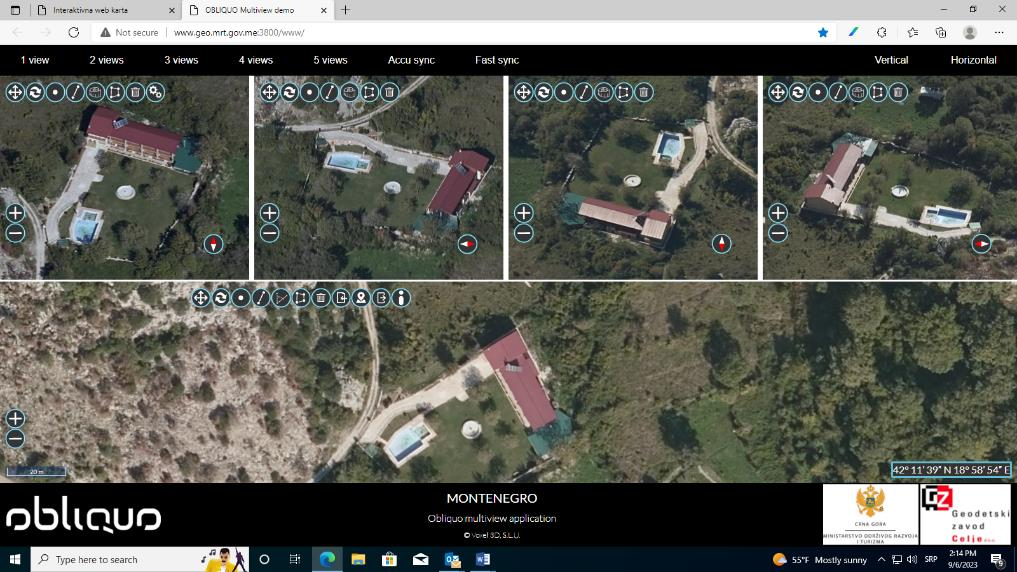 Interaktivna web karta
OBLIQUO Multiview demo
Not secure
www.geo.mrt.gov.me:3800/www/
1 view 2 views 3 views 4 views 5 views Accu sync Fast sync Vertical Horizontal
20 m
42° 11' 39" N 18° 58' 54" E
obliquo
MONTENEGRO
Obliquo multiview application
© Voxel 3D, S.L.U.
CRNA GORA
MINISTARSTVO ODRŽIVOG RAZVOJA
I TURIZMA
GZ
Geodetski
zavod
Celje d.o.o.
Type here to search
55°F Mostly sunny
SRP
2:14 PM
9/6/2023